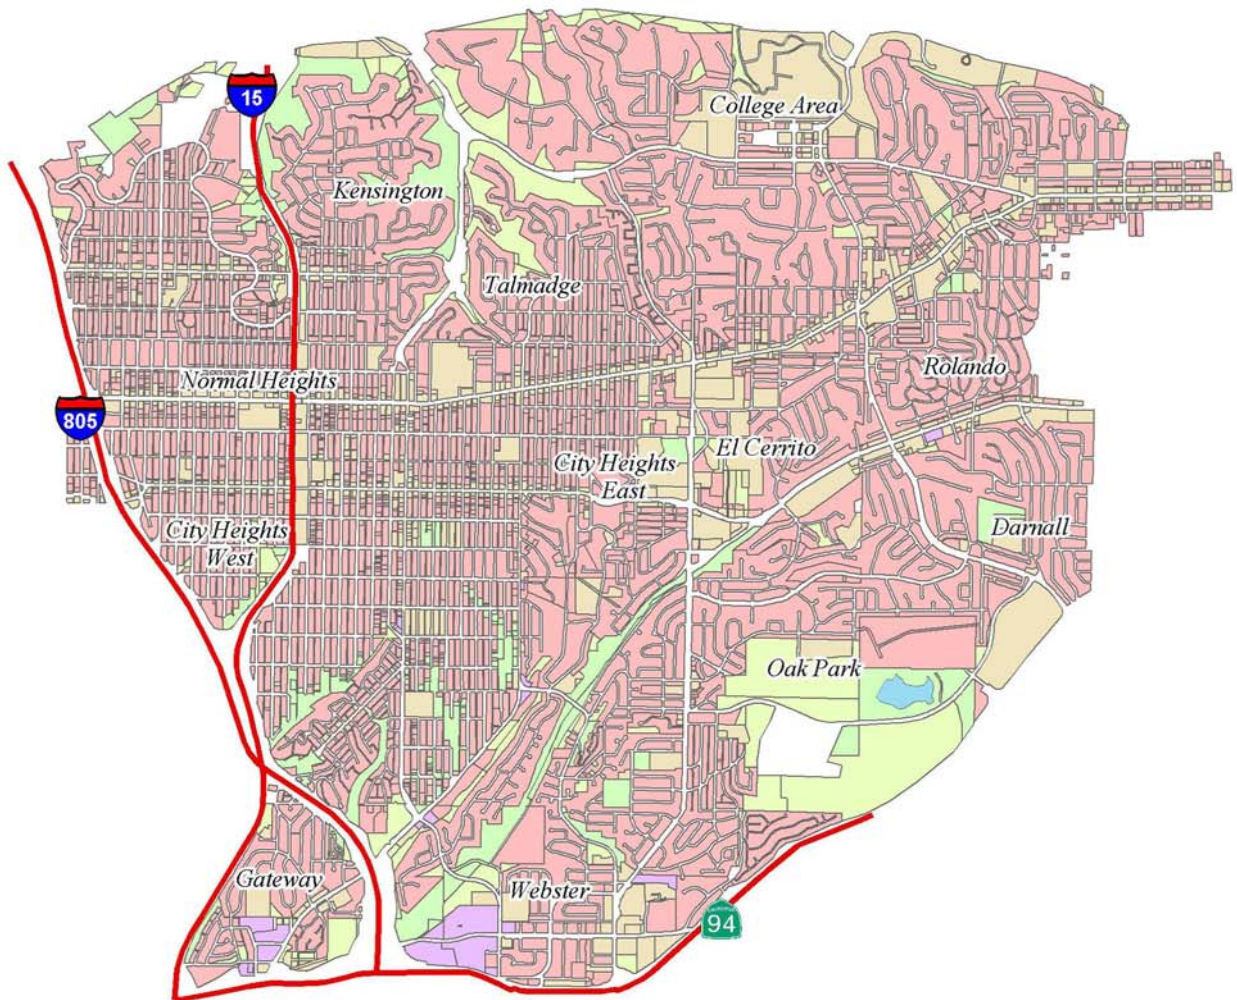 15
College Area
Kensington
Talmadge
Rolando
Normal Heights
805
El Cerrito
City Heights
East
City Heights
West
Darnall
Oak Park
Gateway
Webster
94